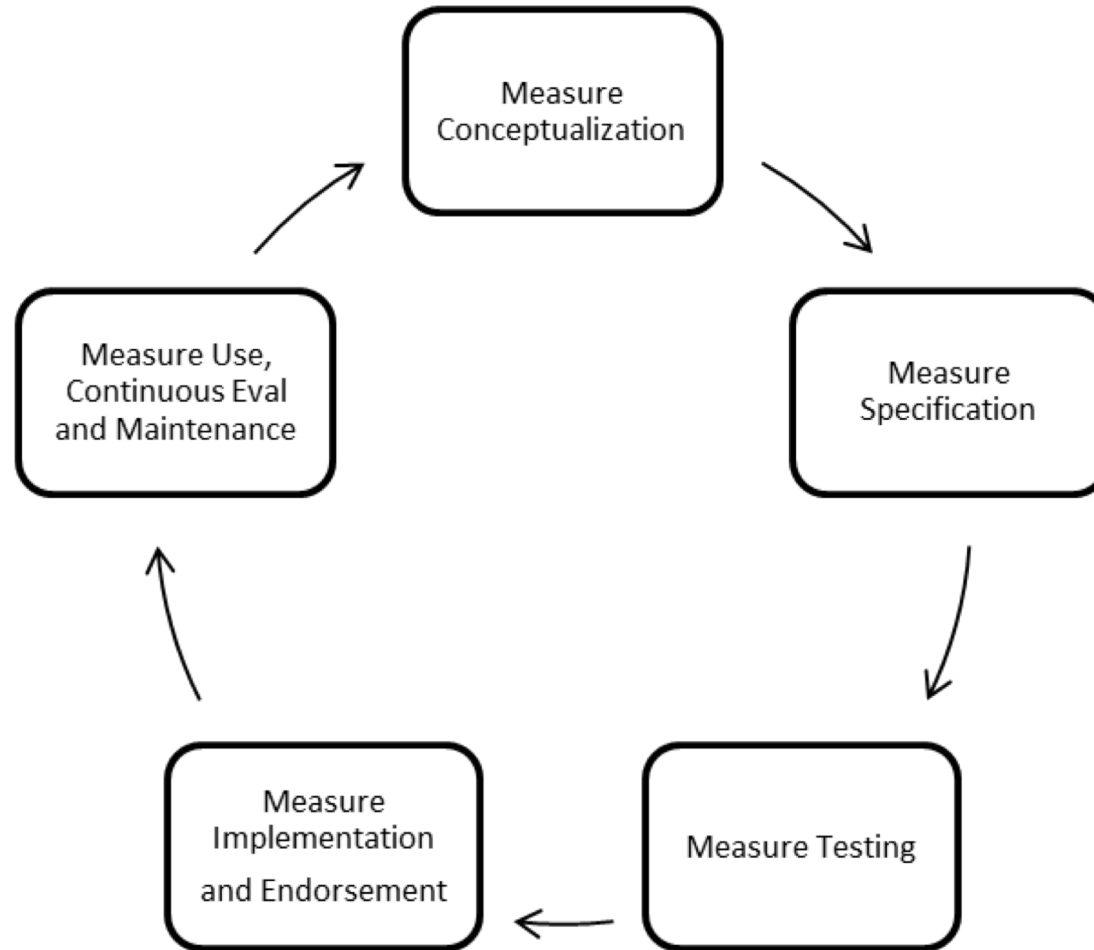 Measure
Conceptualization
Measure
Specification
Measure Testing
Measure
Implementation
and Endorsement
Measure Use,
Continuous Eval
and Maintenance